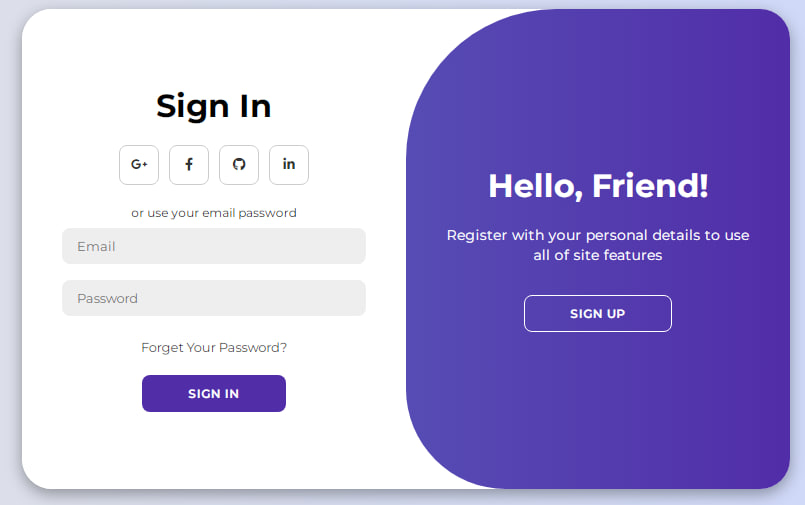 Sign In
G+ f in
or use your email password
Email
Password
Forget Your Password?
SIGN IN
Hello, Friend!
Register with your personal details to use
all of site features
SIGN UP